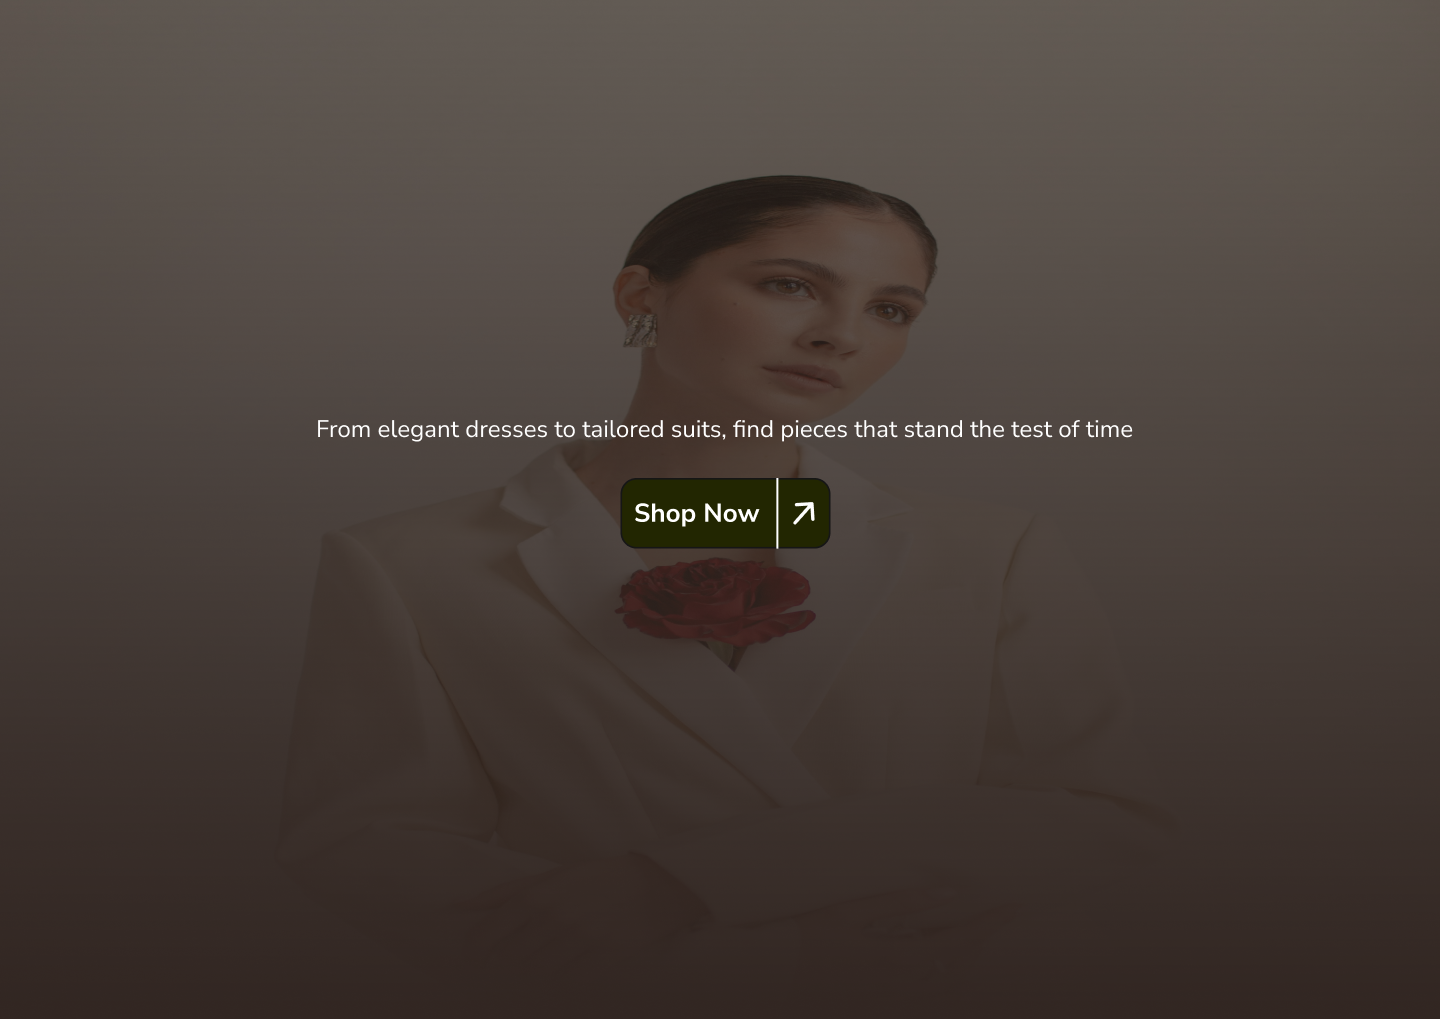 From elegant dresses to tailored suits, find pieces that stand the test of time
Shop Now